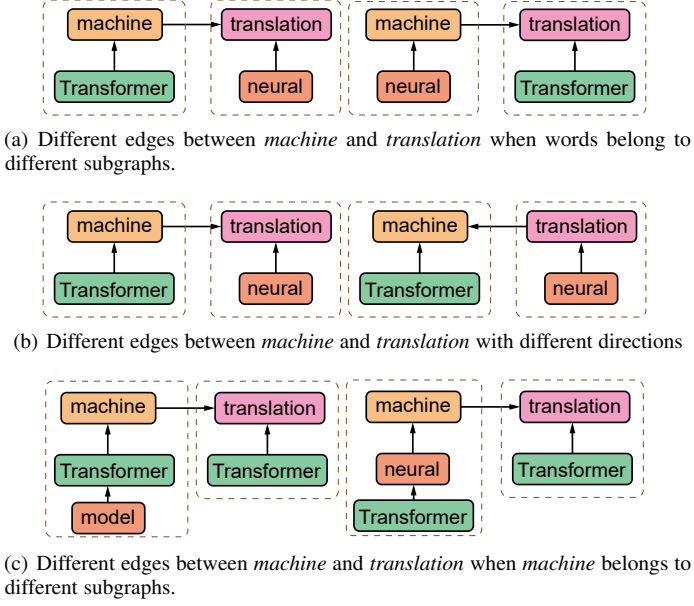 machine translation machine translation
Transformer neural neural Transformer
(a) Different edges between machine and translation when words belong to
different subgraphs.
machine translation machine translation
Transformer neural Transformer neural
(b) Different edges between machine and translation with different directions
machine translation machine translation
Transformer Transformer neural Transformer
model Transformer
(c) Different edges between machine and translation when machine belongs to
different subgraphs.